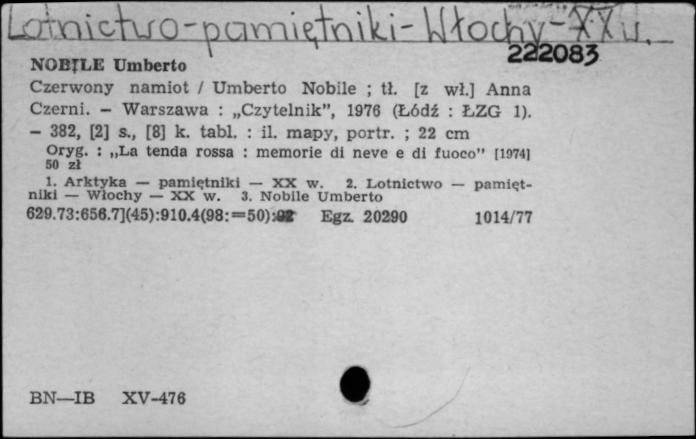 Lotnictwo-pamiętniki-Włochy-XX w.
222083
NOBILE Umberto
Czerwony namiot / Umberto Nobile ; tł. [z wł.] Anna
Czerni. — Warszawa : „Czytelnik”, 1976 (Łódź : ŁZG 1).
— 382, [2] s., [8] k. tabl. : il. mapy, portr. ; 22 cm
Oryg. : „La tenda rossa : memorie di neve e di fuoco” [1974]
50 zł
1. Arktyka — pamiętniki — XX w. 2. Lotnictwo — pamięt-
niki — Włochy — XX w. 3. Nobile Umberto
629.73:656.7](45):910.4(98:=50): Egz. 20290 1014/77
BN—IB XV-476